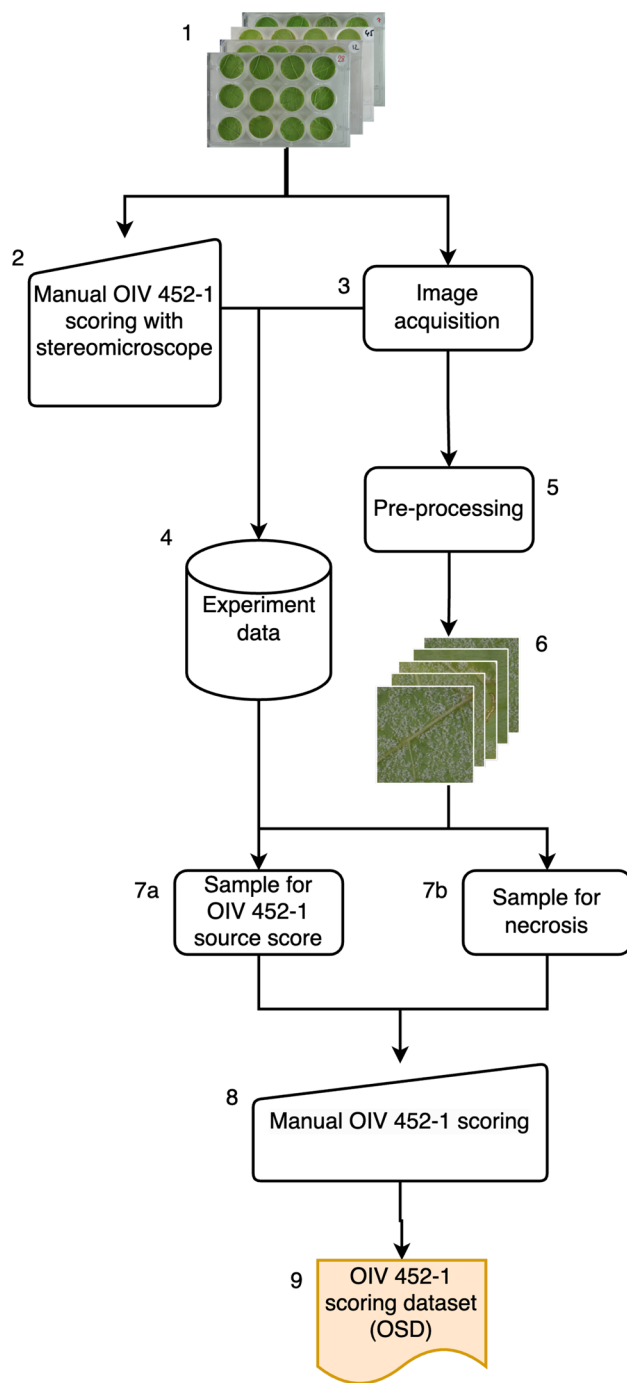 1
2
Manual OIV 452-1
scoring with
stereomicroscope
3
Image
acquisition
4
Experiment
data
5
Pre-processing
6
7a
Sample for
OIV 452-1
source score
7b
Sample for
necrosis
8
Manual OIV 452-1 scoring
9
OIV 452-1
scoring dataset
(OSD)